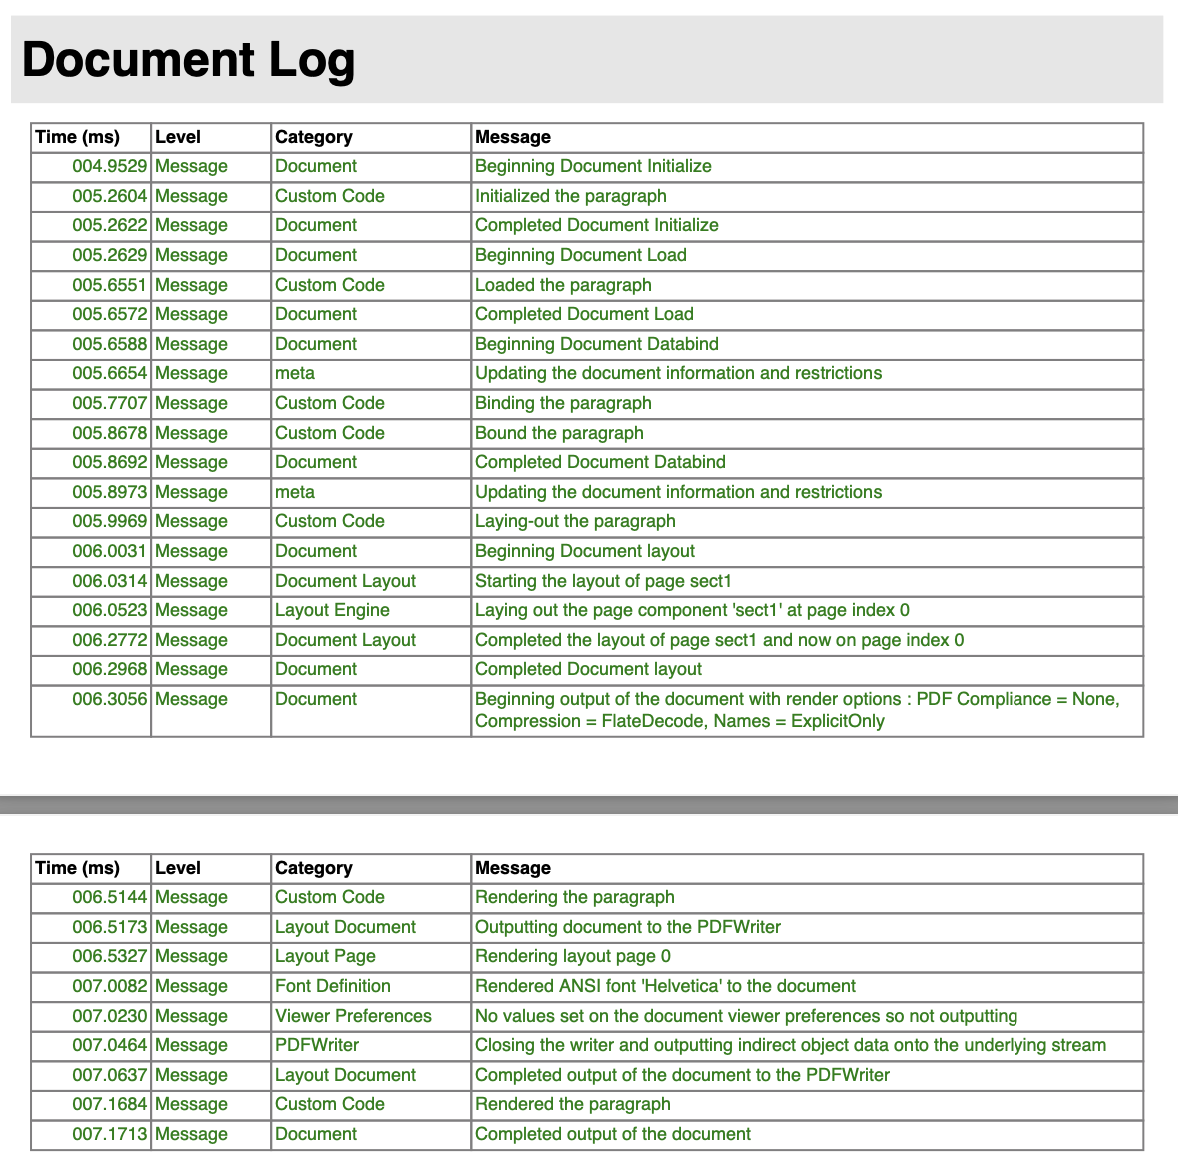 Document Log
Time (ms) Level Category Message
004.9529 Message Document Beginning Document Initialize
005.2604 Message Custom Code Initialized the paragraph
005.2622 Message Document Completed Document Initialize
005.2629 Message Document Beginning Document Load
005.6551 Message Custom Code Loaded the paragraph
005.6572 Message Document Completed Document Load
005.6588 Message Document Beginning Document Databind
005.6654 Message meta Updating the document information and restrictions
005.7707 Message Custom Code Binding the paragraph
005.8678 Message Custom Code Bound the paragraph
005.8692 Message Document Completed Document Databind
005.8973 Message meta Updating the document information and restrictions
005.9969 Message Custom Code Laying-out the paragraph
006.0031 Message Document Beginning Document layout
006.0314 Message Document Layout Starting the layout of page sect1
006.0523 Message Layout Engine Laying out the page component 'sect1' at page index 0
006.2772 Message Document Layout Completed the layout of page sect1 and now on page index 0
006.2968 Message Document Completed Document layout
006.3056 Message Document Beginning output of the document with render options : PDF Compliance = None,
Compression = FlateDecode, Names = ExplicitOnly
Time (ms) Level Category Message
006.5144 Message Custom Code Rendering the paragraph
006.5173 Message Layout Document Outputting document to the PDFWriter
006.5327 Message Layout Page Rendering layout page 0
007.0082 Message Font Definition Rendered ANSI font 'Helvetica' to the document
007.0230 Message Viewer Preferences No values set on the document viewer preferences so not outputting
007.0464 Message PDFWriter Closing the writer and outputting indirect object data onto the underlying stream
007.0637 Message Layout Document Completed output of the document to the PDFWriter
007.1684 Message Custom Code Rendered the paragraph
007.1713 Message Document Completed output of the document